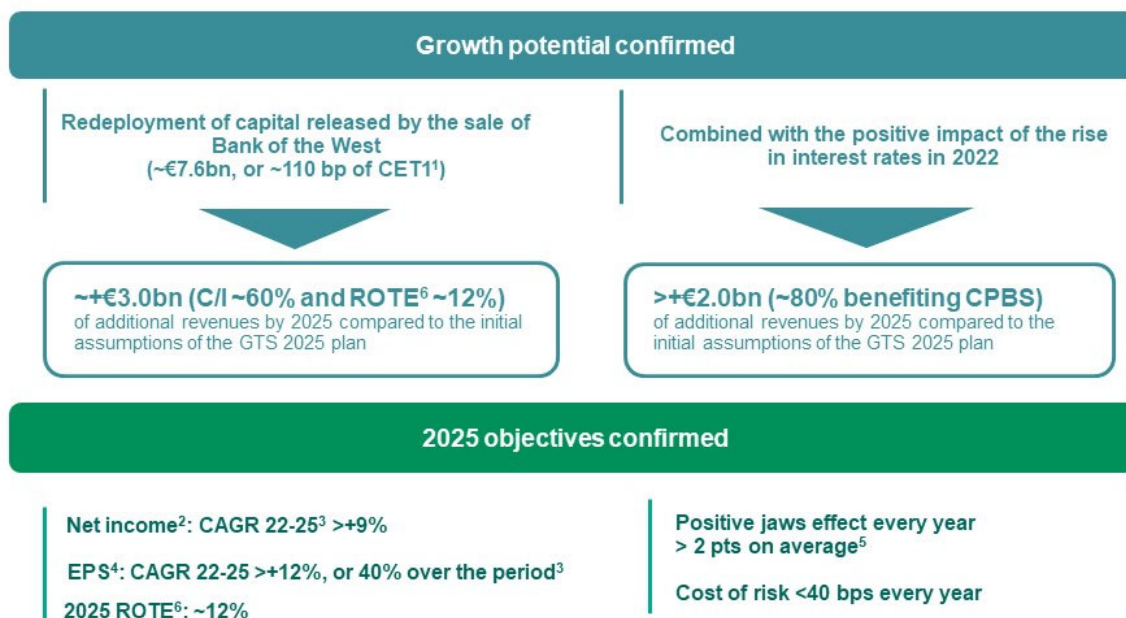 Growth potential confirmed
Redeployment of capital released by the sale of
Bank of the West
(~€7.6bn, or ~110 bp of CET1¹)
Combined with the positive impact of the rise
in interest rates in 2022
~+€3.0bn (C/I ~60% and ROTE⁶ ~12%)
of additional revenues by 2025 compared to the initial
assumptions of the GTS 2025 plan
>+€2.0bn (~80% benefiting CPBS)
of additional revenues by 2025 compared to the
initial assumptions of the GTS 2025 plan
2025 objectives confirmed
Net income²: CAGR 22-25³ >+9%
EPS⁴: CAGR 22-25 >+12%, or 40% over the period³
2025 ROTE⁶: ~12%
Positive jaws effect every year
> 2 pts on average⁵
Cost of risk <40 bps every year